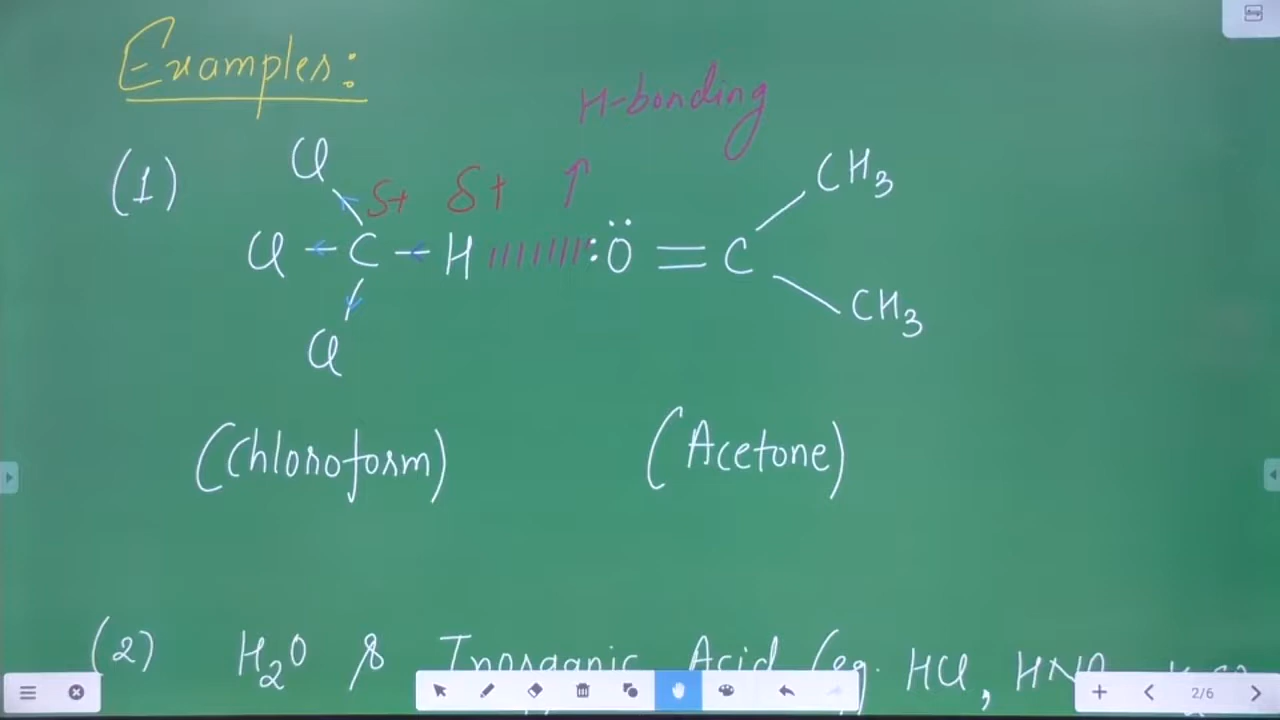 Examples:
H-bonding
(1)
Cl
δ+ δ+ ↑
CH3
Cl – C – H |||||||| :Ö = C
CH3
Cl
(Chloroform) (Acetone)
(2) H2O & Inorganic Acid (eg. HCl,
2/6